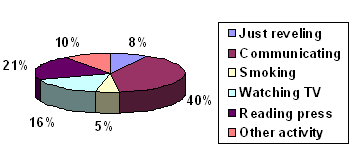 10%
8%
21%
40%
16%
5%
Just reveling
Communicating
Smoking
Watching TV
Reading press
Other activity